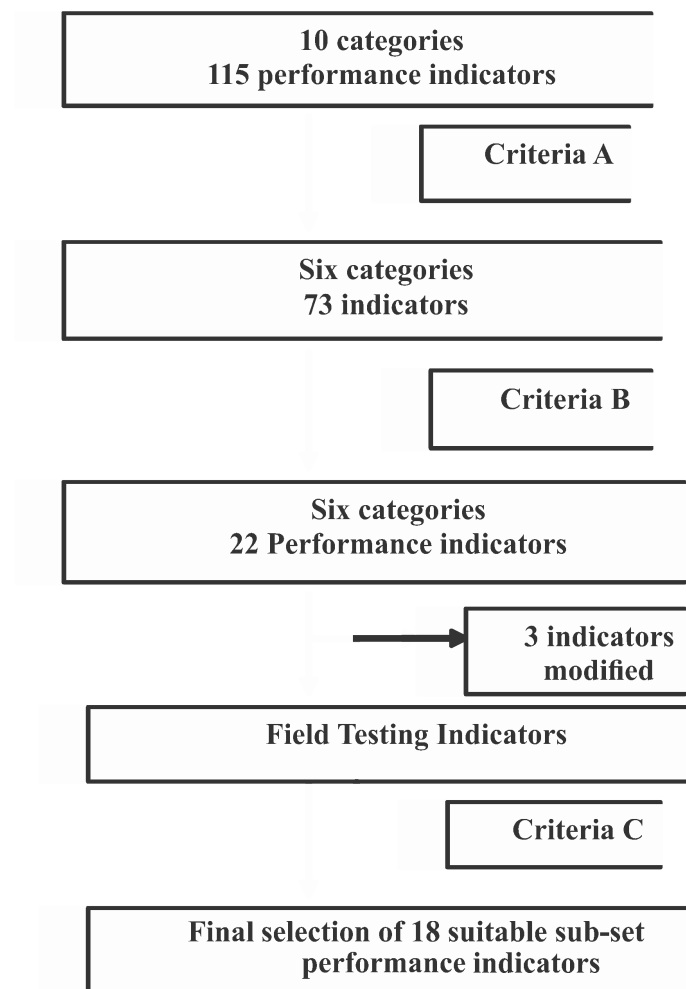 10 categories
115 performance indicators
Criteria A
Six categories
73 indicators
Criteria B
Six categories
22 Performance indicators
3 indicators
modified
Field Testing Indicators
Criteria C
Final selection of 18 suitable sub-set
performance indicators